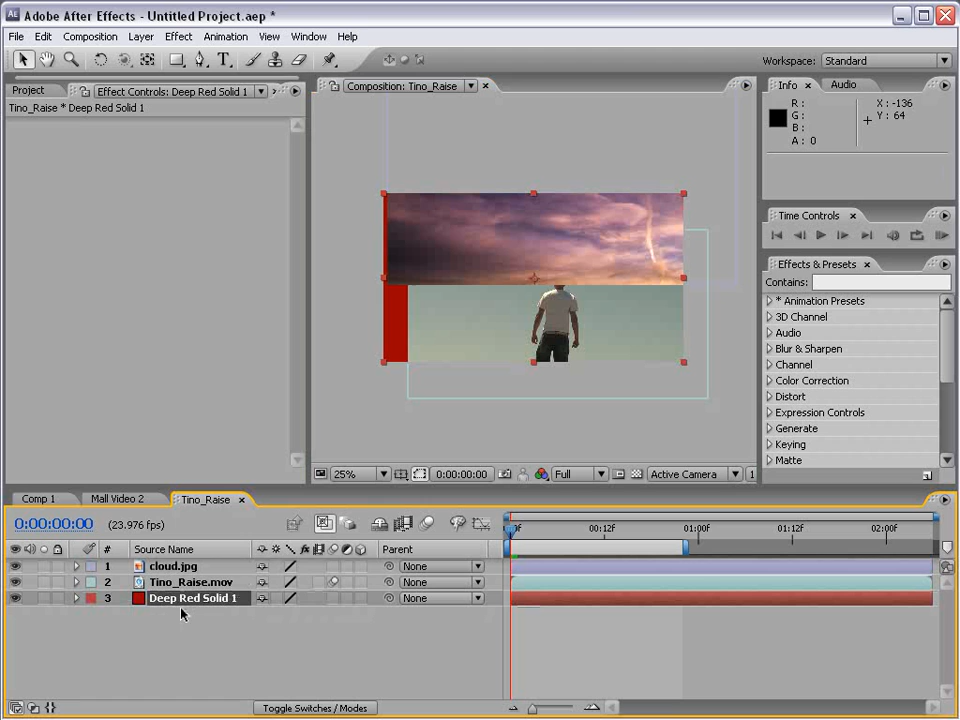 Adobe After Effects - Untitled Project.aep *
File Edit Composition Layer Effect Animation View Window Help
Workspace: Standard
Project Effect Controls: Deep Red Solid 1
Tino_Raise * Deep Red Solid 1
Composition: Tino_Raise
Info Audio
R :
G :
B :
A : 0
X : -136
Y : 64
Time Controls
Effects & Presets
Contains:
* Animation Presets
3D Channel
Audio
Blur & Sharpen
Channel
Color Correction
Distort
Expression Controls
Generate
Keying
Matte
25% 0:00:00:00 Full Active Camera 1
Comp 1 Mall Video 2 Tino_Raise
0:00:00:00 (23.976 fps)
# Source Name Parent
00:12f 01:00f 01:12f 02:00f
1 cloud.jpg None
2 Tino_Raise.mov None
3 Deep Red Solid 1 None
Toggle Switches / Modes